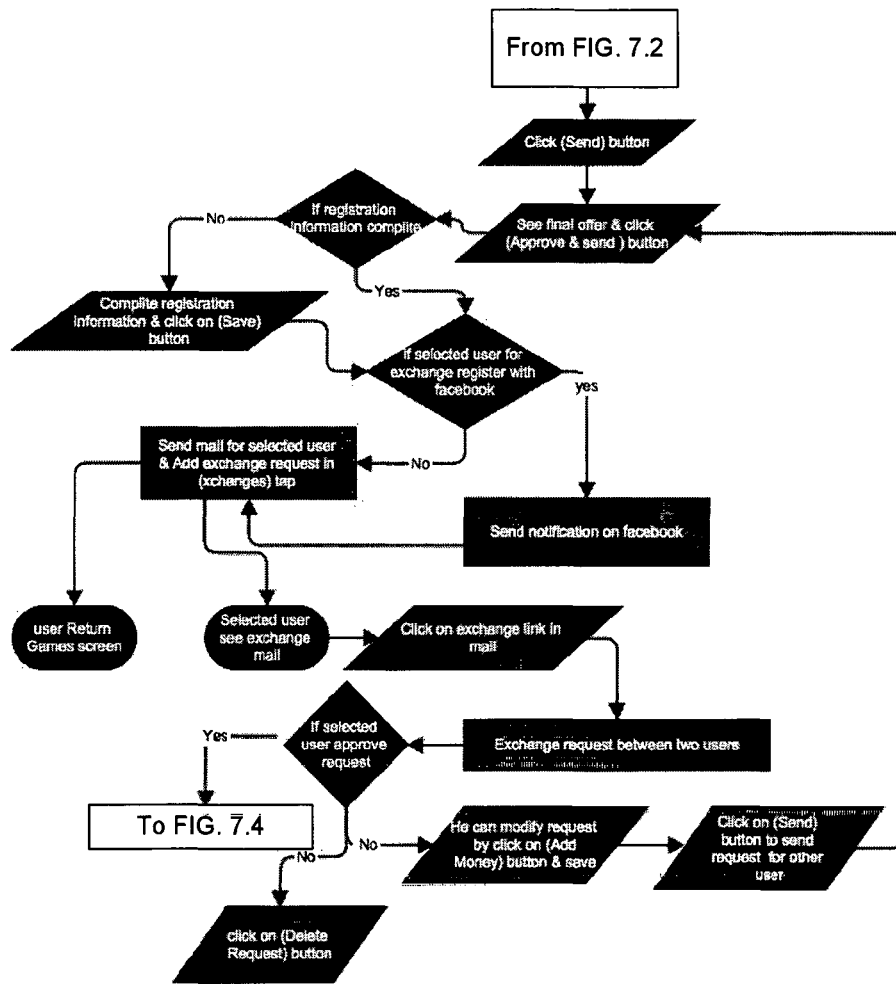 From FIG. 7.2
Click (Send) button
See final offer & click
(Approve & send ) button
If registration
information complite
No
Yes
Complite registration
information & click on (Save)
button
if selected user for
exchange register with
facebook
yes
No
Send mail for selected user
& Add exchange request in
(xchanges) tap
Send notification on facebook
user Return
Games screen
Selected user
see exchange
mail
Click on exchange link in
mail
Exchange request between two users
If selected
user approve
request
Yes
To FIG. 7.4
No
No
He can modify request
by click on (Add
Money) button & save
Click on (Send)
button to send
request for other
user
click on (Delete
Request) button